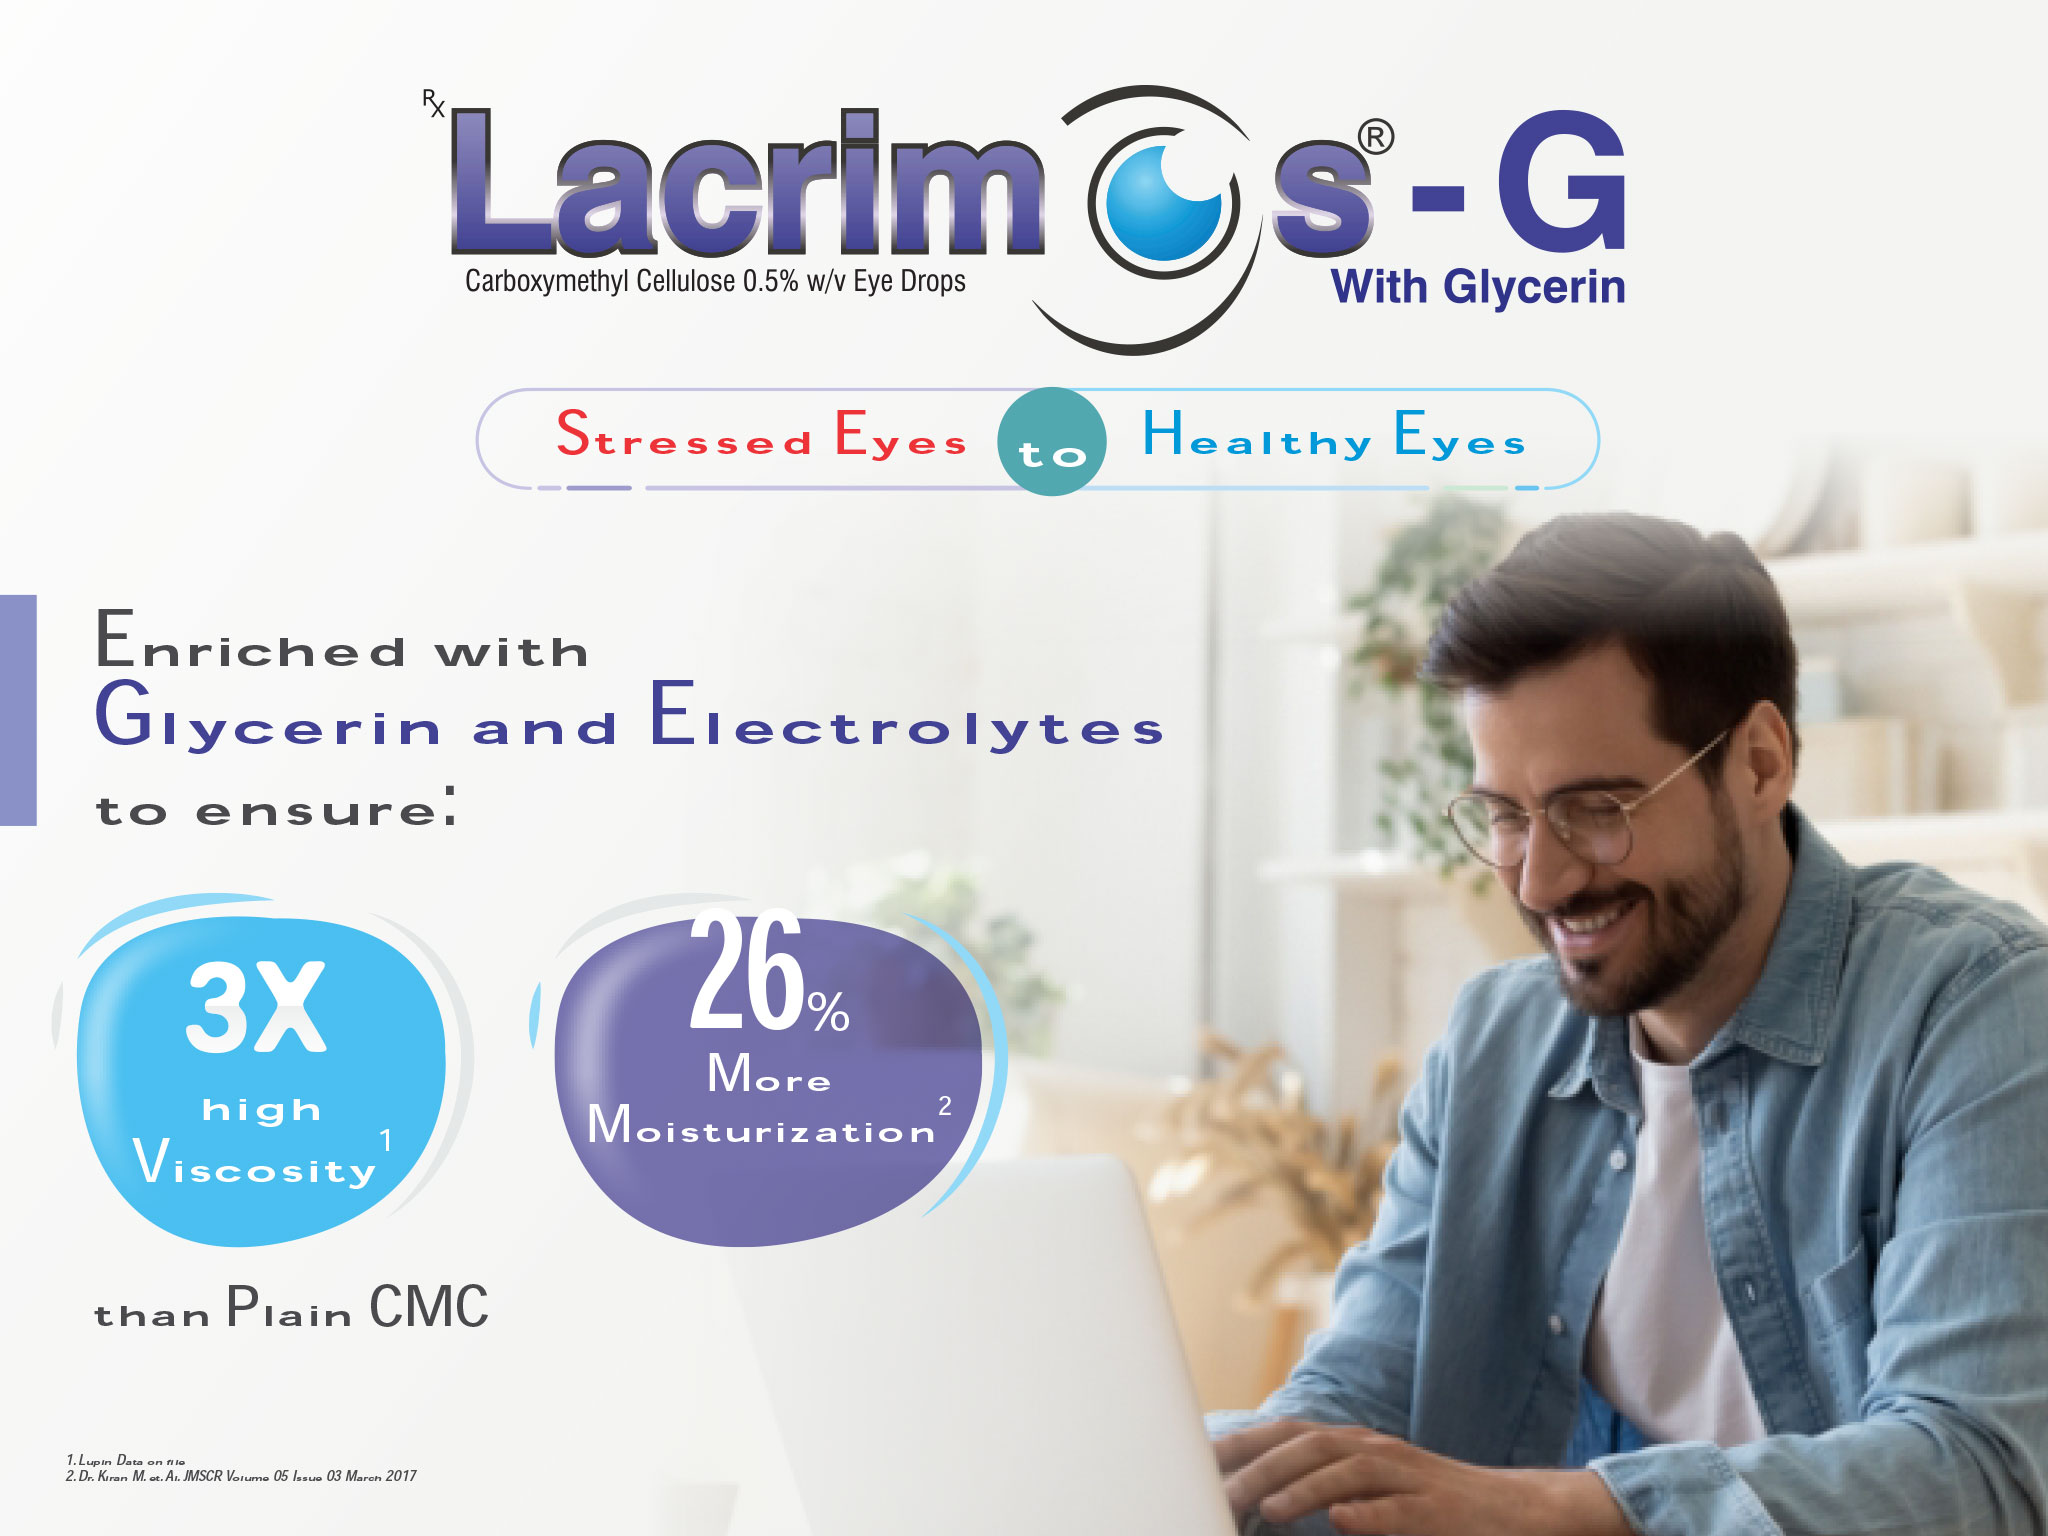 Rx Lacrimos® - G
Carboxymethyl Cellulose 0.5% w/v Eye Drops
With Glycerin
Stressed Eyes to Healthy Eyes
Enriched with
Glycerin and Electrolytes
to ensure:
3X
high
Viscosity1
26%
More
Moisturization2
than Plain CMC
1. Lupin Data on file
2. Dr. Kiran M. et. Al. JMSCR Volume 05 Issue 03 March 2017